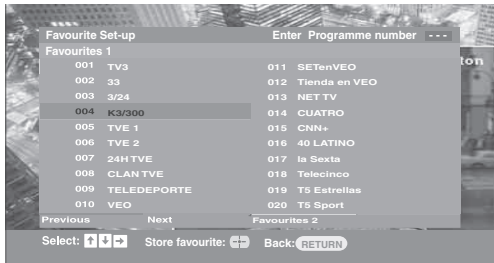 Favourite Set-up Enter Programme number - - -
Favourites 1
001 TV3
002 33
003 3/24
004 K3/300
005 TVE 1
006 TVE 2
007 24H TVE
008 CLAN TVE
009 TELEDEPORTE
010 VEO
011 SETenVEO
012 Tienda en VEO
013 NET TV
014 CUATRO
015 CNN+
016 40 LATINO
017 la Sexta
018 Telecinco
019 T5 Estrellas
020 T5 Sport
Previous Next Favourites 2
Select: ↑ ↓ → Store favourite: Back: RETURN
ton